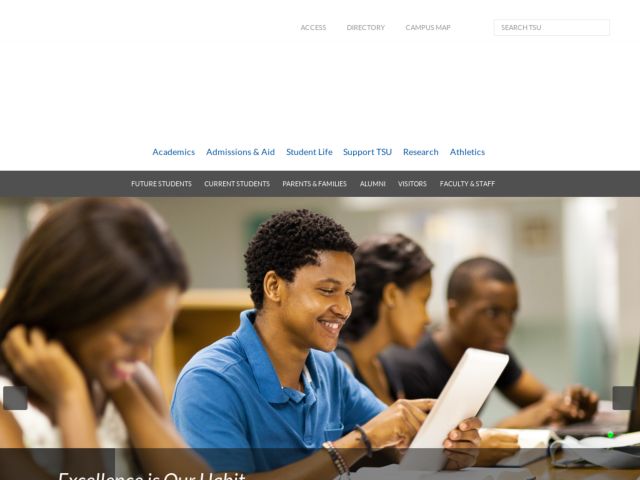 ACCESS DIRECTORY CAMPUS MAP SEARCH TSU
Academics Admissions & Aid Student Life Support TSU Research Athletics
FUTURE STUDENTS CURRENT STUDENTS PARENTS & FAMILIES ALUMNI VISITORS FACULTY & STAFF
Excellence is Our Habit